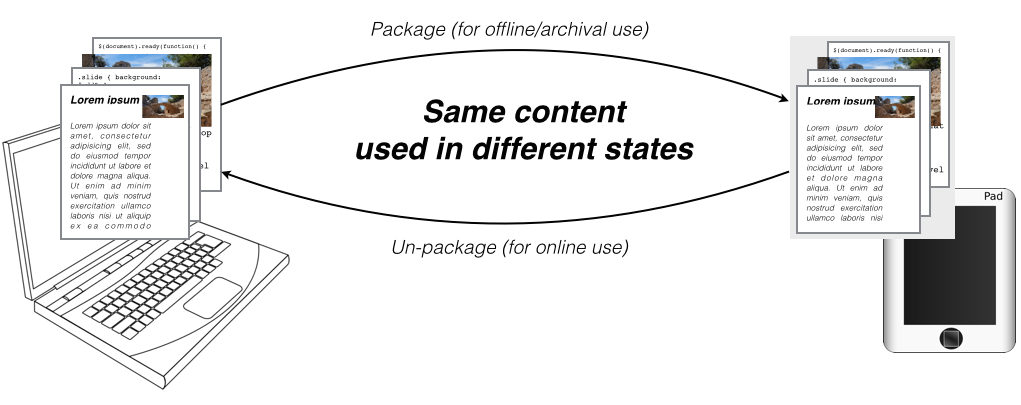 Package (for offline/archival use)
$(document).ready(function() {
.slide { background:
Lorem ipsum
Lorem ipsum dolor sit
amet, consectetur
adipisicing elit, sed
do eiusmod tempor
incididunt ut labore et
dolore magna aliqua.
Ut enim ad minim
veniam, quis nostrud
exercitation ullamco
laboris nisi ut aliquip
ex ea commodo
op
vel
Same content
used in different states
Un-package (for online use)
$(document).ready(function() {
.slide { background:
Lorem ipsum
Lorem ipsum dolor
amet, consectetur
adipisicing elit, sed
do eiusmod tempor
incididunt ut labore
et dolore magna
aliqua. Ut enim ad
minim veniam, quis
nostrud exercitation
ullamco laboris nisi
vel
Pad